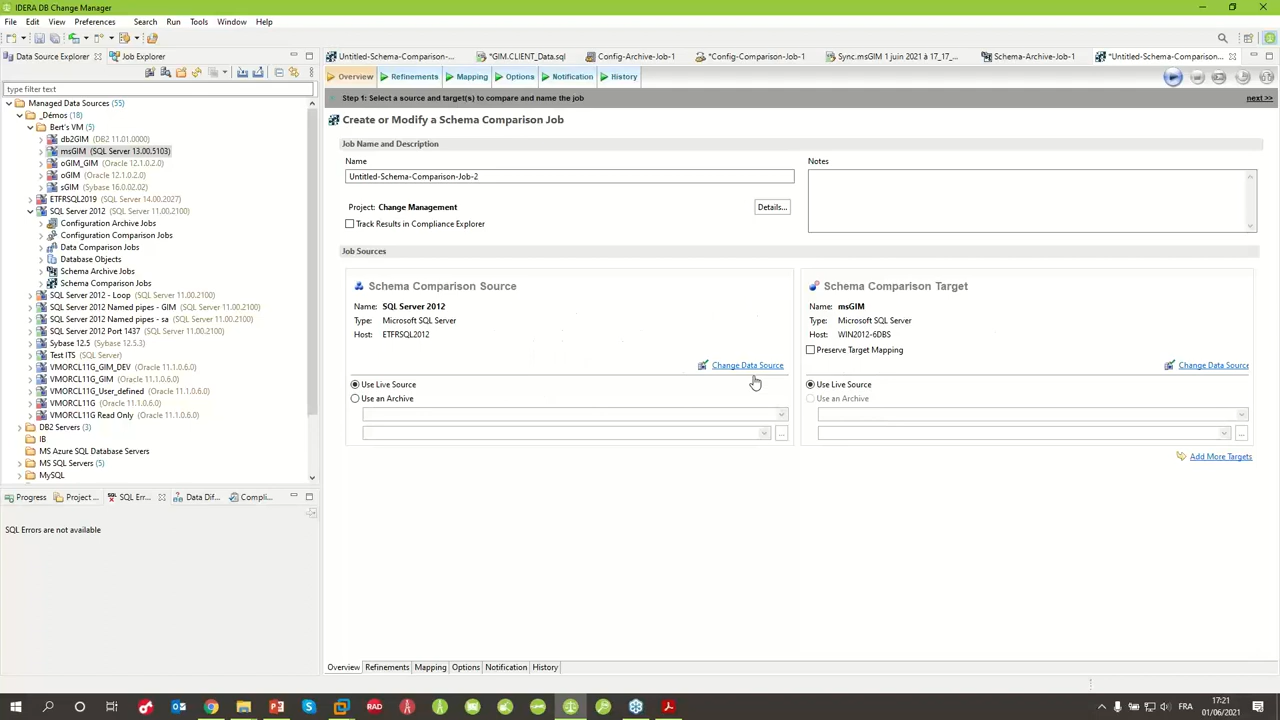 IDERA DB Change Manager
File Edit View Preferences Search Run Tools Window Help
Data Source Explorer Job Explorer
type filter text
Managed Data Sources (55)
_Démos (18)
Bert's VM (5)
db2GIM (DB2 11.01.0000)
msGIM (SQL Server 13.00.5103)
oGIM_GIM (Oracle 12.1.0.2.0)
oGIM (Oracle 12.1.0.2.0)
sGIM (Sybase 16.0.02.02)
ETFRSQL2019 (SQL Server 14.00.2027)
SQL Server 2012 (SQL Server 11.00.2100)
Configuration Archive Jobs
Configuration Comparison Jobs
Data Comparison Jobs
Database Objects
Schema Archive Jobs
Schema Comparison Jobs
SQL Server 2012 - Loop (SQL Server 11.00.2100)
SQL Server 2012 Named pipes - GIM (SQL Server 11.00.2100)
SQL Server 2012 Named pipes - sa (SQL Server 11.00.2100)
SQL Server 2012 Port 1437 (SQL Server 11.00.2100)
Sybase 12.5 (Sybase 12.5.3)
Test ITS (SQL Server)
VMORCL11G_GIM_DEV (Oracle 11.1.0.6.0)
VMORCL11G_GIM (Oracle 11.1.0.6.0)
VMORCL11G_User_defined (Oracle 11.1.0.6.0)
VMORCL11G (Oracle 11.1.0.6.0)
VMORCL11G Read Only (Oracle 11.1.0.6.0)
DB2 Servers (3)
IB
MS Azure SQL Database Servers
MS SQL Servers (5)
MySQL
Progress Project ... SQL Err... Data Dif... Compli...
SQL Errors are not available
Untitled-Schema-Comparison-... *GIM.CLIENT_Data.sql Config-Archive-Job-1 *Config-Comparison-Job-1 Sync.msGIM 1 juin 2021 à 17_17_... Schema-Archive-Job-1 *Untitled-Schema-Comparison...
Overview Refinements Mapping Options Notification History
Step 1: Select a source and target(s) to compare and name the job next >>
Create or Modify a Schema Comparison Job
Job Name and Description
Name Notes
Untitled-Schema-Comparison-Job-2
Project: Change Management Details...
Track Results in Compliance Explorer
Job Sources
Schema Comparison Source
Name: SQL Server 2012
Type: Microsoft SQL Server
Host: ETFRSQL2012
Change Data Source
Use Live Source
Use an Archive
...
Schema Comparison Target
Name: msGIM
Type: Microsoft SQL Server
Host: WIN2012-6DBS
Preserve Target Mapping
Change Data Source
Use Live Source
Use an Archive
...
Add More Targets
Overview Refinements Mapping Options Notification History
RAD
FRA
17:21
01/06/2021